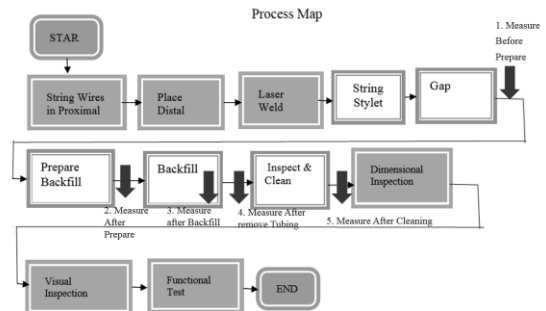 Process Map
1. Measure
Before
Prepare
STAR
String Wires
in Proximal
Place
Distal
Laser
Weld
String
Stylet
Gap
Prepare
Backfill
Backfill
Inspect &
Clean
Dimensional
Inspection
2. Measure
After
Prepare
3. Measure
after Backfill
4. Measure After
remove Tubing
5. Measure After Cleaning
Visual
Inspection
Functional
Test
END